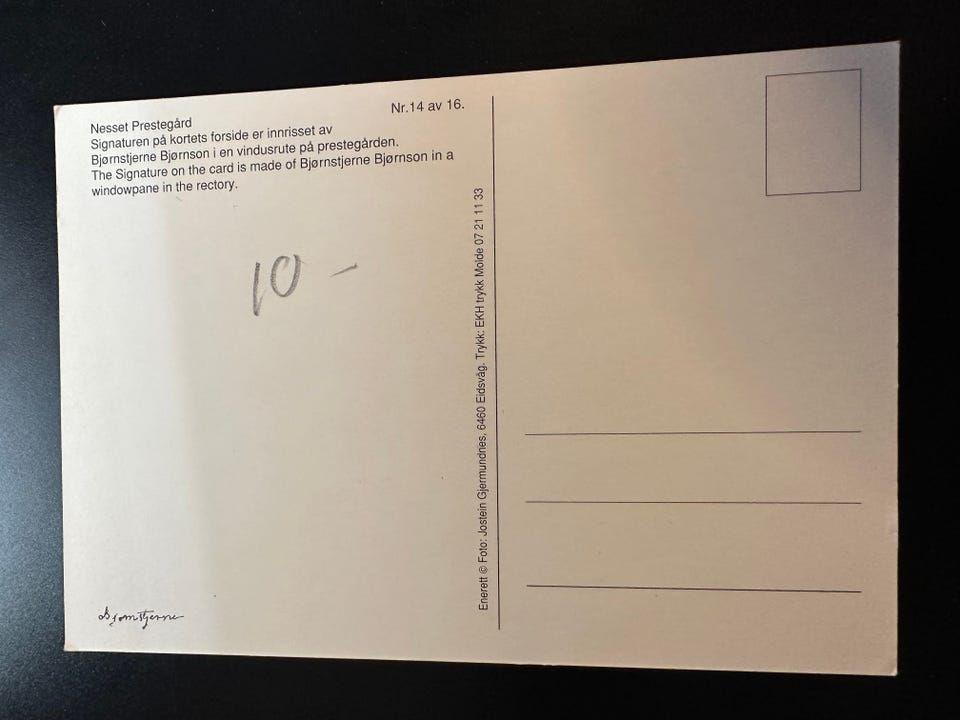 Nr.14 av 16.
Nesset Prestegård
Signaturen på kortets forside er innrisset av
Bjørnstjerne Bjørnson i en vindusrute på prestegården.
The Signature on the card is made of Bjørnstjerne Bjørnson in a
windowpane in the rectory.
10 -
Bjørnstjerne
Enerett © Foto: Jostein Gjermundnes, 6460 Eidsvåg. Trykk: EKH trykk Molde 07 21 11 33